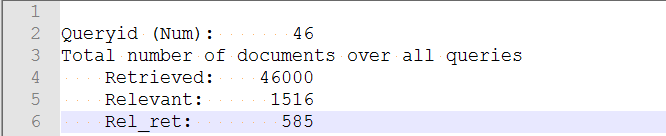 1
2 Queryid (Num):       46
3 Total number of documents over all queries
4     Retrieved:    46000
5     Relevant:      1516
6     Rel_ret:        585